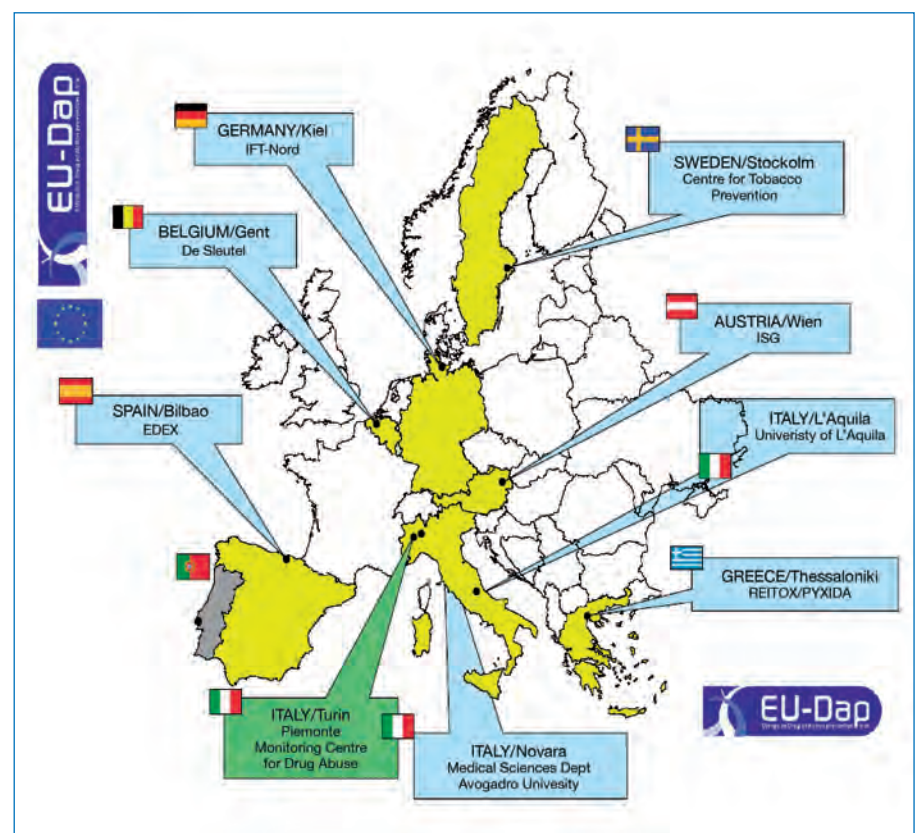 EU-Dap
GERMANY/Kiel
IFT-Nord
SWEDEN/Stockolm
Centre for Tobacco
Prevention
BELGIUM/Gent
De Sleutel
AUSTRIA/Wien
ISG
SPAIN/Bilbao
EDEX
ITALY/L'Aquila
Univeristy of L'Aquila
GREECE/Thessaloniki
REITOX/PYXIDA
ITALY/Turin
Piemonte
Monitoring Centre
for Drug Abuse
ITALY/Novara
Medical Sciences Dept
Avogadro Univesity
EU-Dap